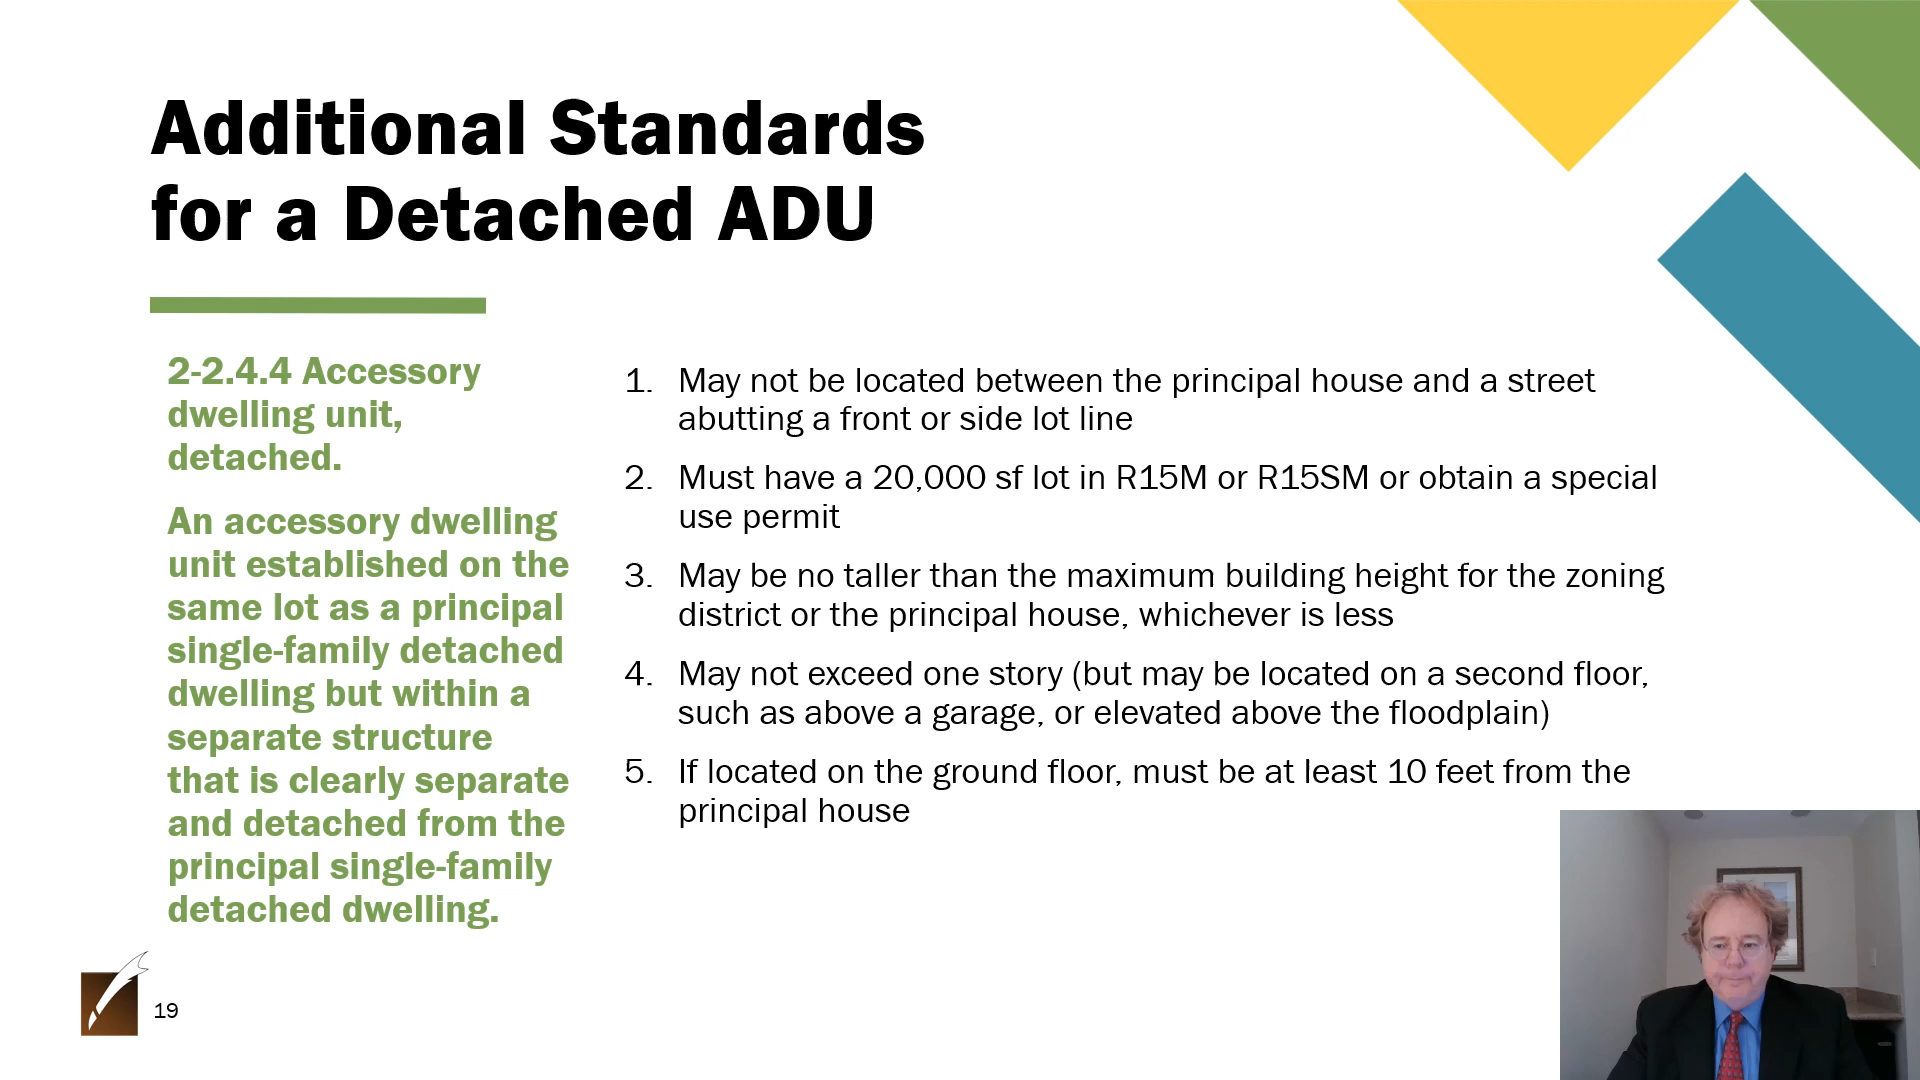 Additional Standards
for a Detached ADU
2-2.4.4 Accessory
dwelling unit,
detached.
An accessory dwelling
unit established on the
same lot as a principal
single-family detached
dwelling but within a
separate structure
that is clearly separate
and detached from the
principal single-family
detached dwelling.
1. May not be located between the principal house and a street
abutting a front or side lot line
2. Must have a 20,000 sf lot in R15M or R15SM or obtain a special
use permit
3. May be no taller than the maximum building height for the zoning
district or the principal house, whichever is less
4. May not exceed one story (but may be located on a second floor,
such as above a garage, or elevated above the floodplain)
5. If located on the ground floor, must be at least 10 feet from the
principal house
19